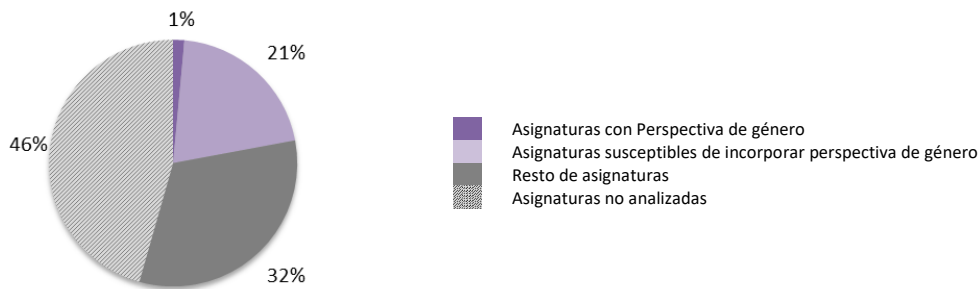 1%
21%
46%
32%
Asignaturas con Perspectiva de género
Asignaturas susceptibles de incorporar perspectiva de género
Resto de asignaturas
Asignaturas no analizadas